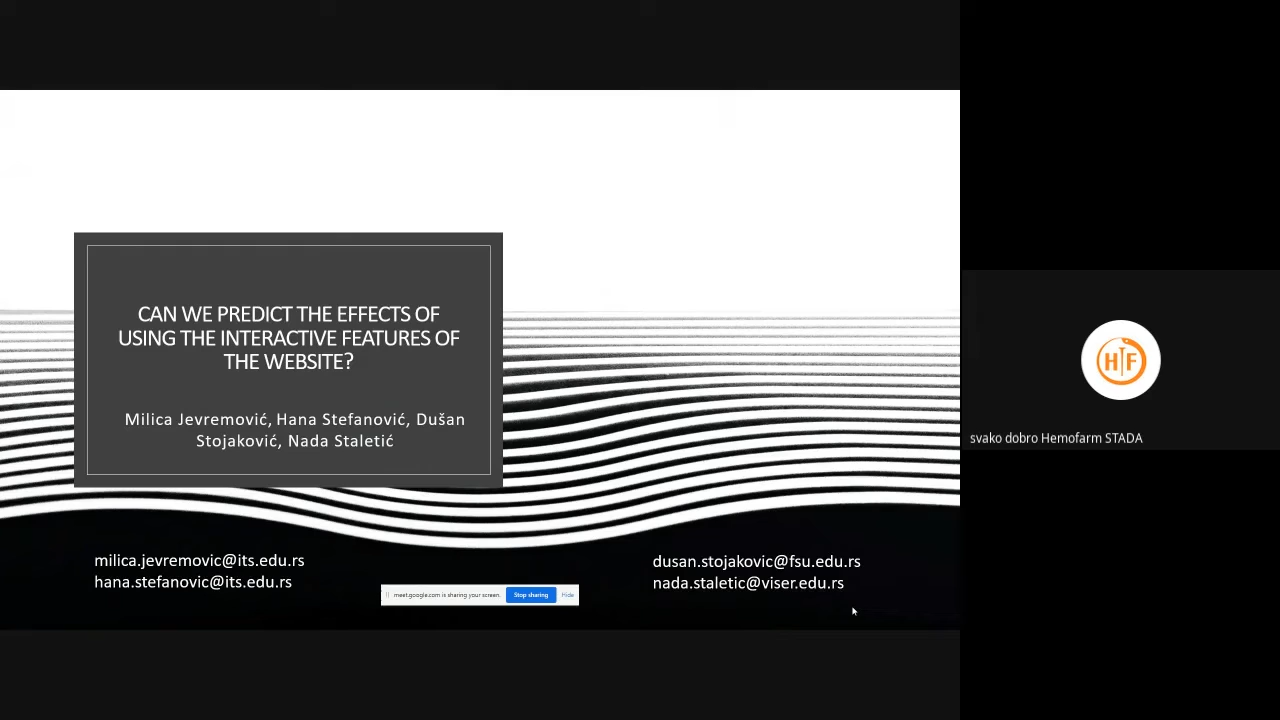 CAN WE PREDICT THE EFFECTS OF
USING THE INTERACTIVE FEATURES OF
THE WEBSITE?
Milica Jevremović, Hana Stefanović, Dušan
Stojaković, Nada Staletić
milica.jevremovic@its.edu.rs
hana.stefanovic@its.edu.rs
dusan.stojakovic@fsu.edu.rs
nada.staletic@viser.edu.rs
meet.google.com is sharing your screen.
Stop sharing
Hide
HF
svako dobro Hemofarm STADA